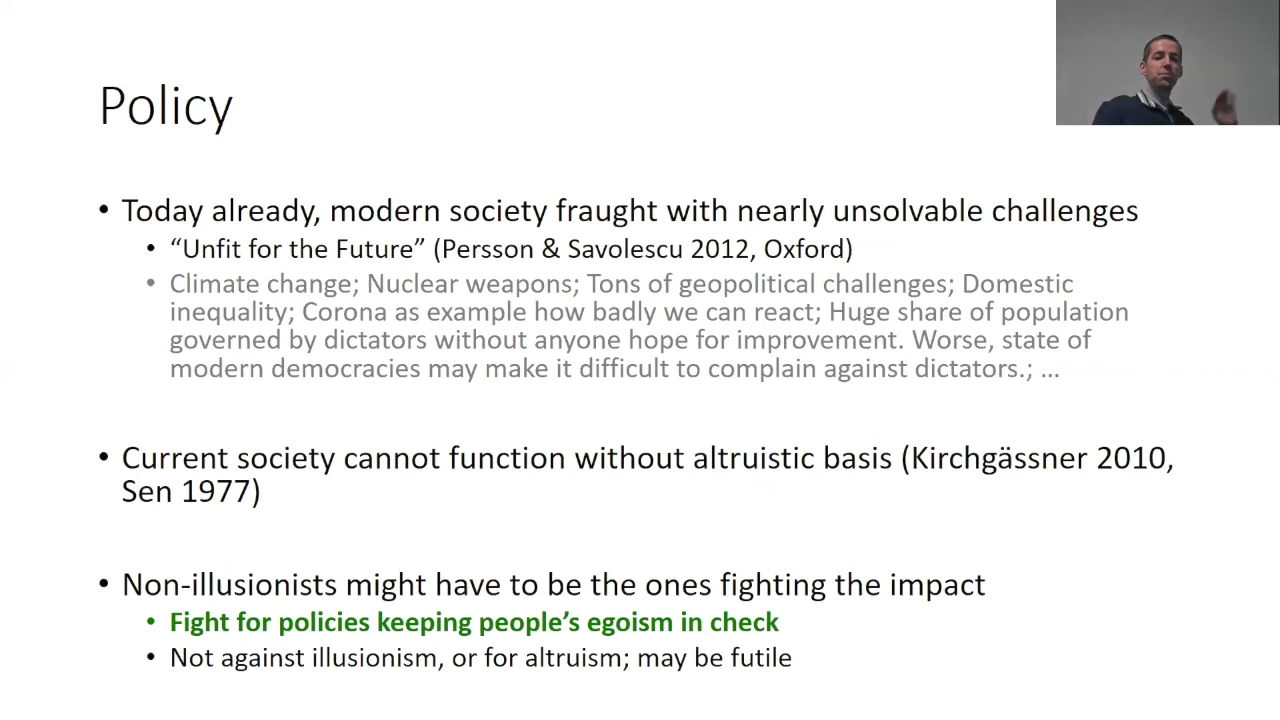 Policy
• Today already, modern society fraught with nearly unsolvable challenges
• “Unfit for the Future” (Persson & Savolescu 2012, Oxford)
• Climate change; Nuclear weapons; Tons of geopolitical challenges; Domestic
inequality; Corona as example how badly we can react; Huge share of population
governed by dictators without anyone hope for improvement. Worse, state of
modern democracies may make it difficult to complain against dictators.; …
• Current society cannot function without altruistic basis (Kirchgässner 2010,
Sen 1977)
• Non-illusionists might have to be the ones fighting the impact
• Fight for policies keeping people’s egoism in check
• Not against illusionism, or for altruism; may be futile